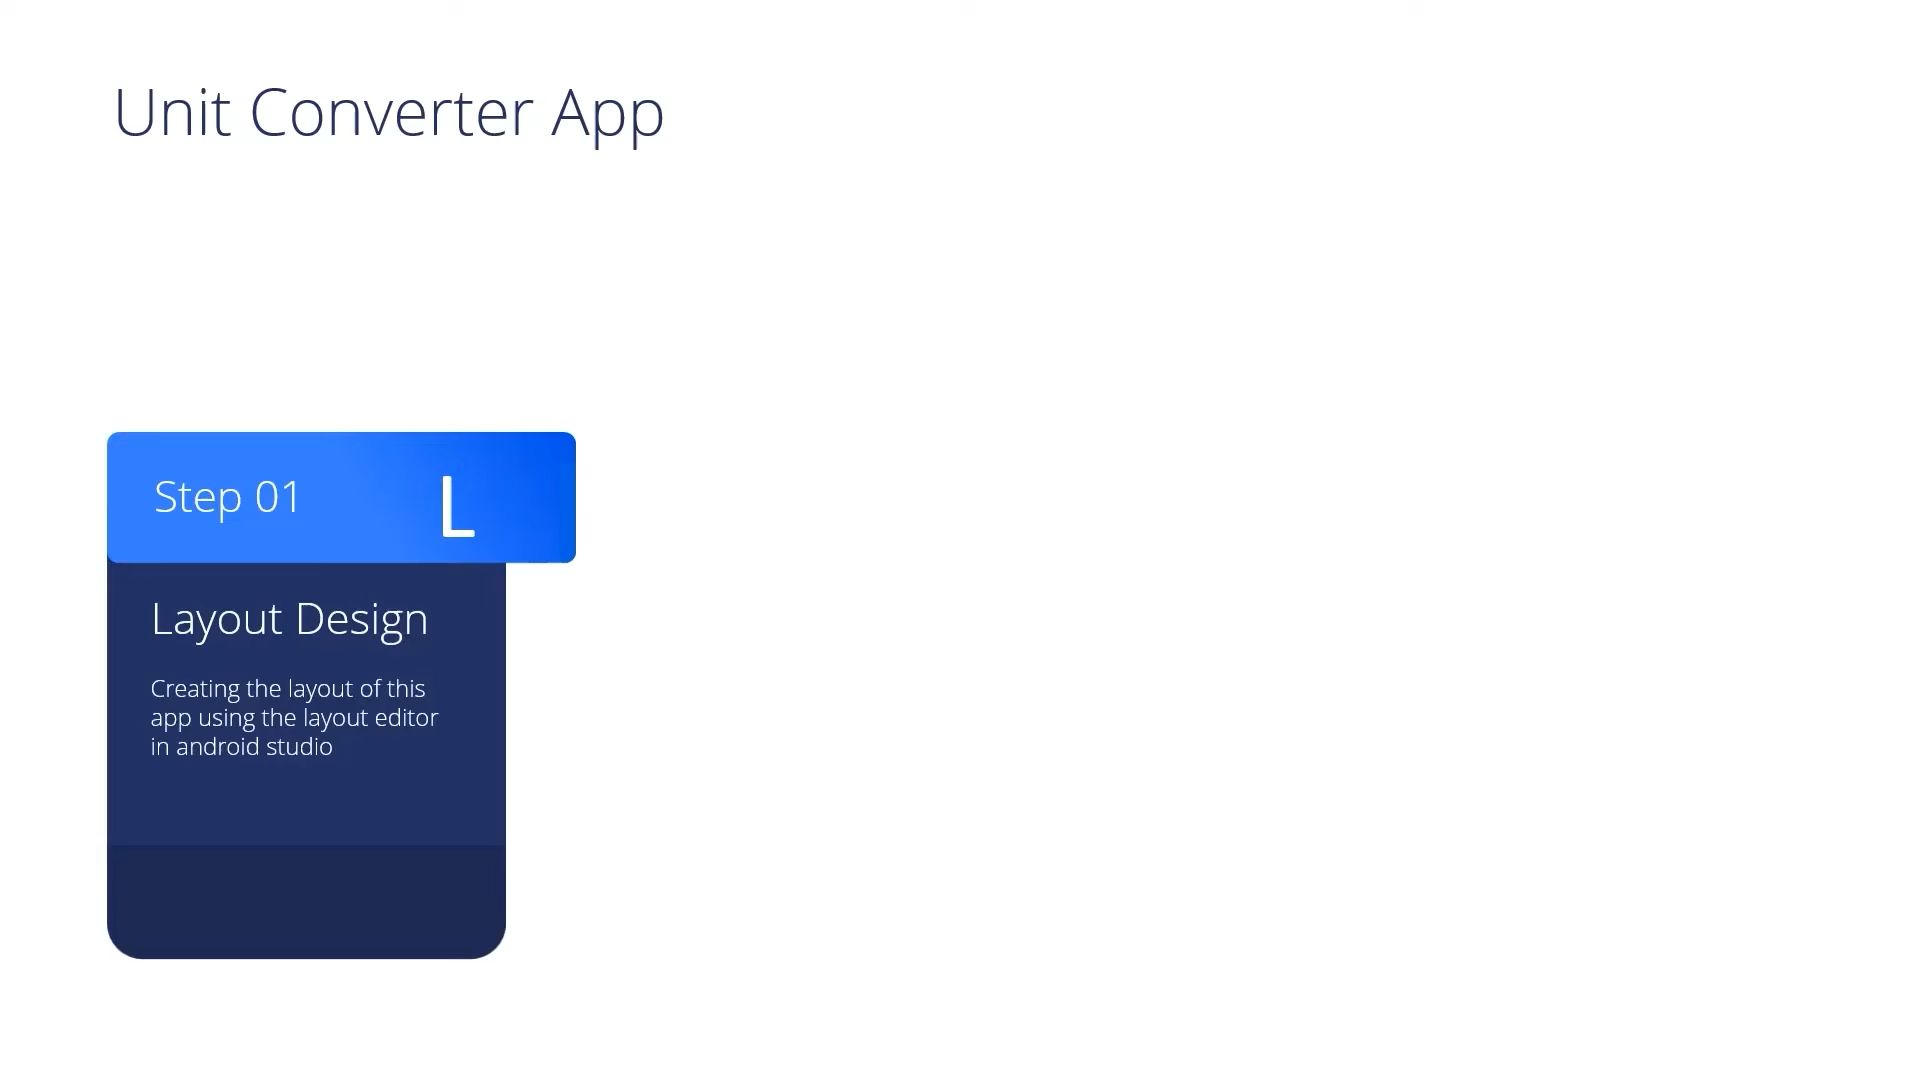 Unit Converter App
Step 01
L
Layout Design
Creating the layout of this
app using the layout editor
in android studio